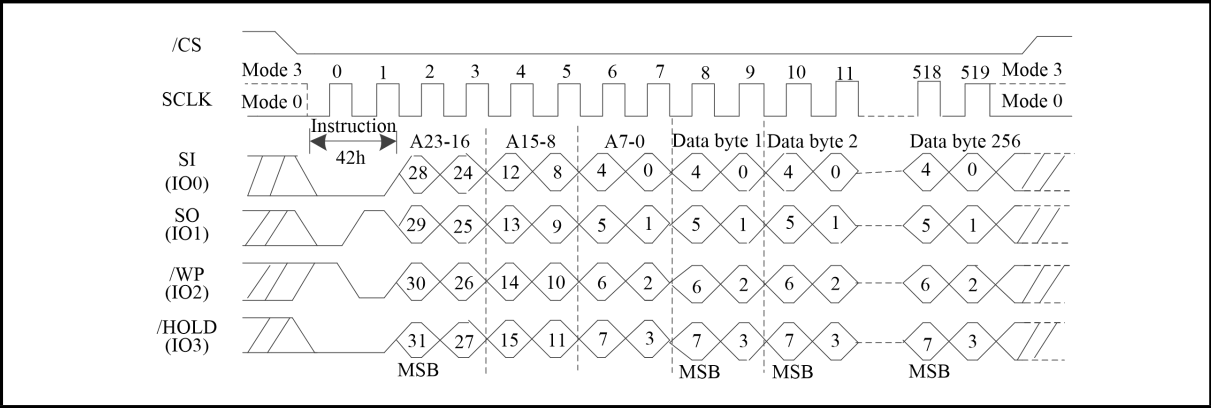 /CS
Mode 3 0 1 2 3 4 5 6 7 8 9 10 11 518 519 Mode 3
SCLK Mode 0 Mode 0
Instruction
42h
A23-16 A15-8 A7-0 Data byte 1 Data byte 2 Data byte 256
SI
(IO0)
28 24 12 8 4 0 4 0 4 0 4 0
SO
(IO1)
29 25 13 9 5 1 5 1 5 1 5 1
/WP
(IO2)
30 26 14 10 6 2 6 2 6 2 6 2
/HOLD
(IO3)
31 27 15 11 7 3 7 3 7 3 7 3
MSB MSB MSB MSB